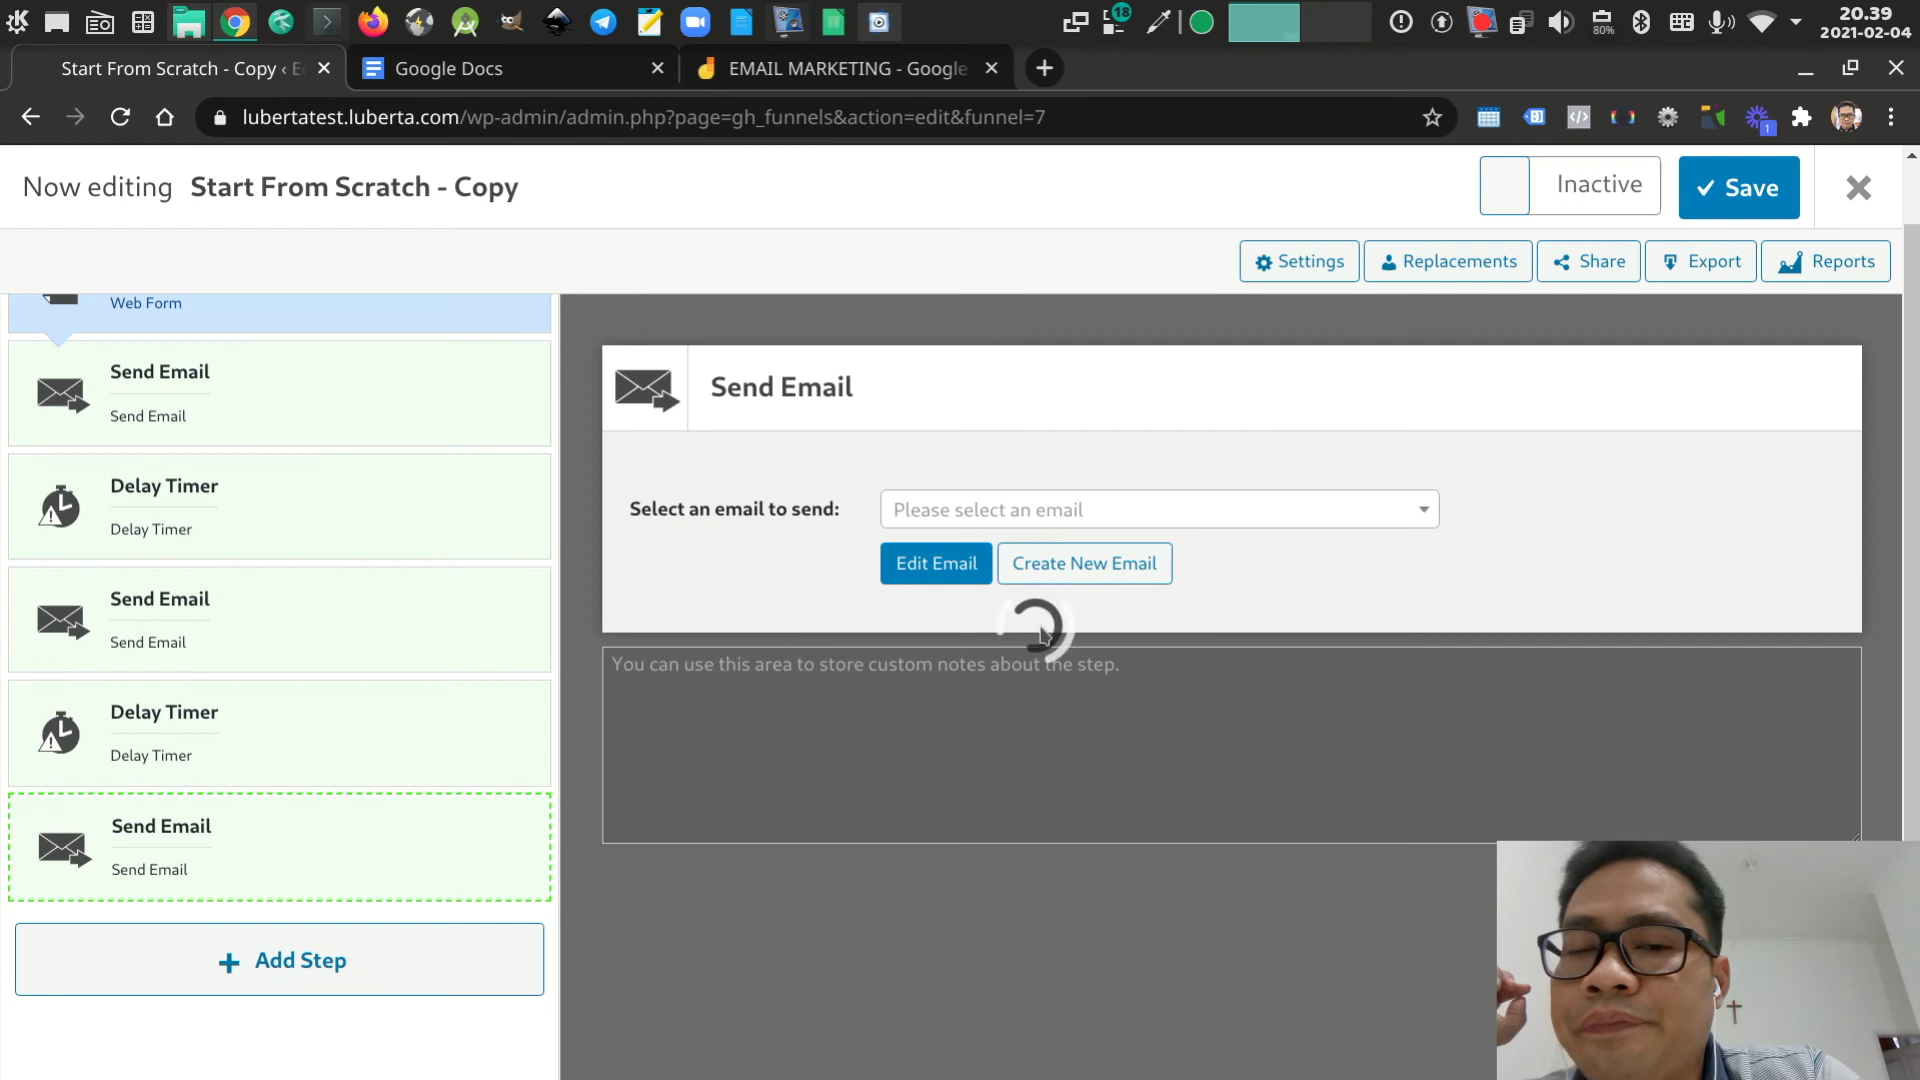 18
80%
20.39
2021-02-04
Start From Scratch - Copy ‹ E
Google Docs
EMAIL MARKETING - Google
lubertatest.luberta.com/wp-admin/admin.php?page=gh_funnels&action=edit&funnel=7
1
Now editing Start From Scratch - Copy
Inactive
Save
Settings
Replacements
Share
Export
Reports
Web Form
Send Email
Send Email
Delay Timer
Delay Timer
Send Email
Send Email
Delay Timer
Delay Timer
Send Email
Send Email
Add Step
Send Email
Select an email to send:
Please select an email
Edit Email
Create New Email
You can use this area to store custom notes about the step.